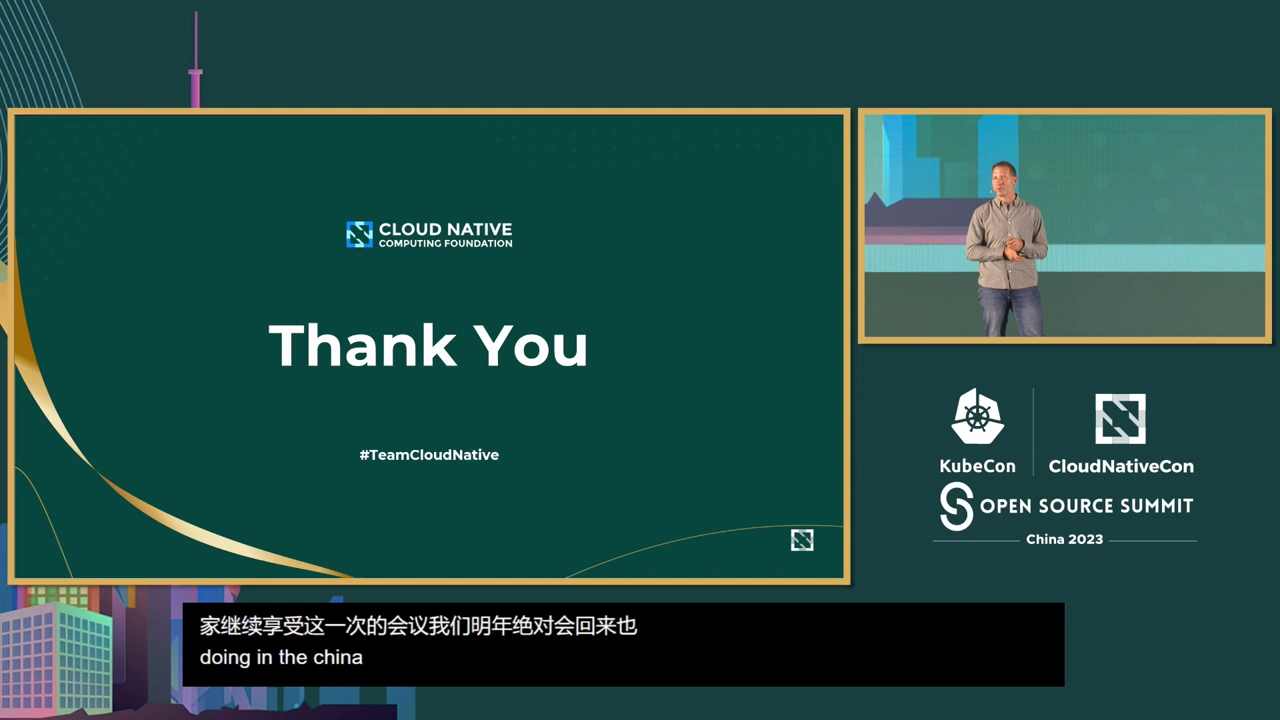 CLOUD NATIVE
COMPUTING FOUNDATION
Thank You
#TeamCloudNative
KubeCon
CloudNativeCon
OPEN SOURCE SUMMIT
China 2023
家继续享受这一次的会议我们明年绝对会回来也
doing in the china